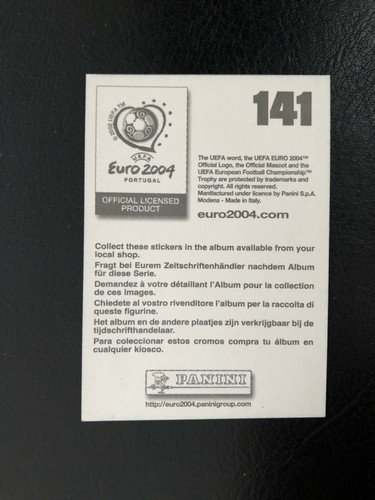 141
© 2002 UEFA TM
UEFA
EURO2004
PORTUGAL
OFFICIAL LICENSED
PRODUCT
The UEFA word, the UEFA EURO 2004™
Official Logo, the Official Mascot and the
UEFA European Football Championship™
Trophy are protected by trademarks and
copyright. All rights reserved.
Manifactured under licence by Panini S.p.A.
Modena - Made in Italy.
euro2004.com
Collect these stickers in the album available from your
local shop.
Fragt bei Eurem Zeitschriftenhändler nachdem Album
für diese Serie.
Demandez à votre détaillant l'Album pour la collection
de ces images.
Chiedete al vostro rivenditore l'album per la raccolta di
queste figurine.
Het album en de andere plaatjes zijn verkrijgbaar bij de
tijdschrifthandelaar.
Para coleccionar estos cromos compra tu álbum en
cualquier kiosco.
PANINI
http://euro2004.paninigroup.com/